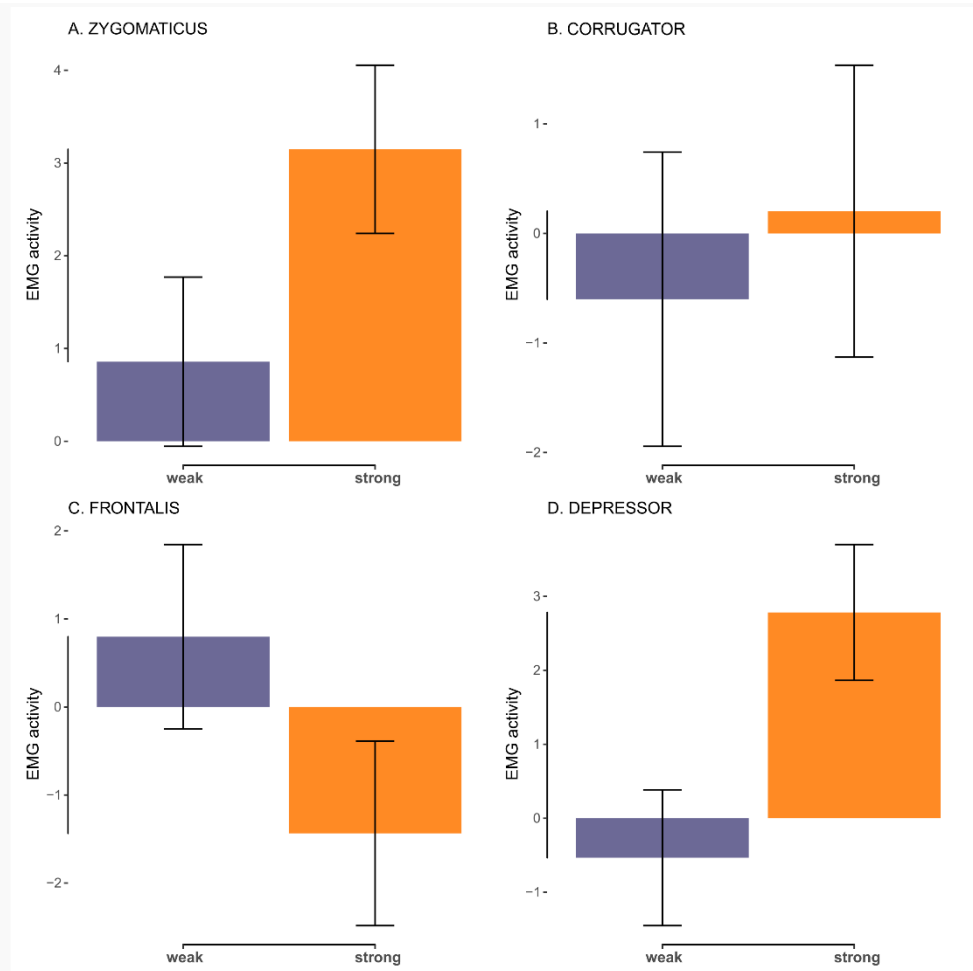 A. ZYGOMATICUS
EMG activity
4
3
2
1
0
weak strong
B. CORRUGATOR
EMG activity
1
0
−1
−2
weak strong
C. FRONTALIS
EMG activity
2
1
0
−1
−2
weak strong
D. DEPRESSOR
EMG activity
3
2
1
0
−1
weak strong